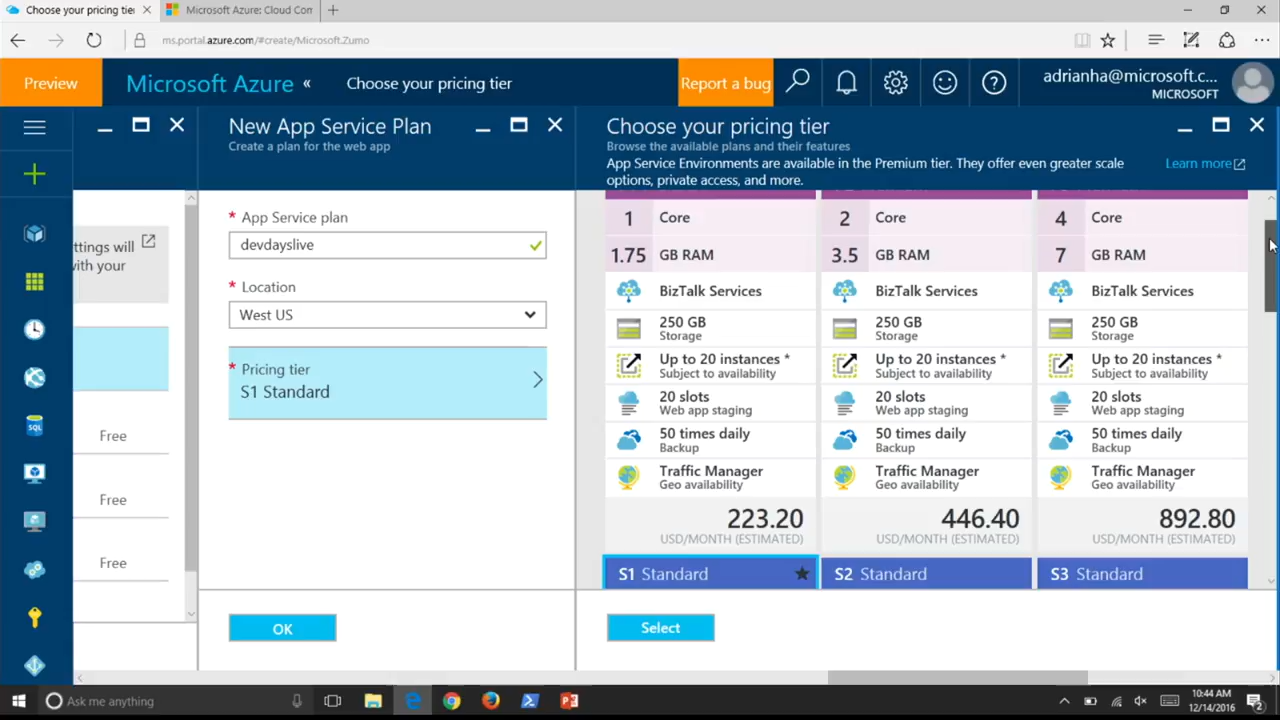 Choose your pricing tier
Microsoft Azure: Cloud Com
ms.portal.azure.com/#create/Microsoft.Zumo
Preview
Microsoft Azure «
Choose your pricing tier
Report a bug
adrianha@microsoft.c...
MICROSOFT
New App Service Plan
Create a plan for the web app
Choose your pricing tier
Browse the available plans and their features
App Service Environments are available in the Premium tier. They offer even greater scale
options, private access, and more.
Learn more
ttings will
with your
Free
Free
Free
SQL
* App Service plan
devdayslive
* Location
West US
* Pricing tier
S1 Standard
OK
1 Core
1.75 GB RAM
BizTalk Services
250 GB
Storage
Up to 20 instances *
Subject to availability
20 slots
Web app staging
50 times daily
Backup
Traffic Manager
Geo availability
223.20
USD/MONTH (ESTIMATED)
S1 Standard
2 Core
3.5 GB RAM
BizTalk Services
250 GB
Storage
Up to 20 instances *
Subject to availability
20 slots
Web app staging
50 times daily
Backup
Traffic Manager
Geo availability
446.40
USD/MONTH (ESTIMATED)
S2 Standard
4 Core
7 GB RAM
BizTalk Services
250 GB
Storage
Up to 20 instances *
Subject to availability
20 slots
Web app staging
50 times daily
Backup
Traffic Manager
Geo availability
892.80
USD/MONTH (ESTIMATED)
S3 Standard
Select
Ask me anything
10:44 AM
12/14/2016
2